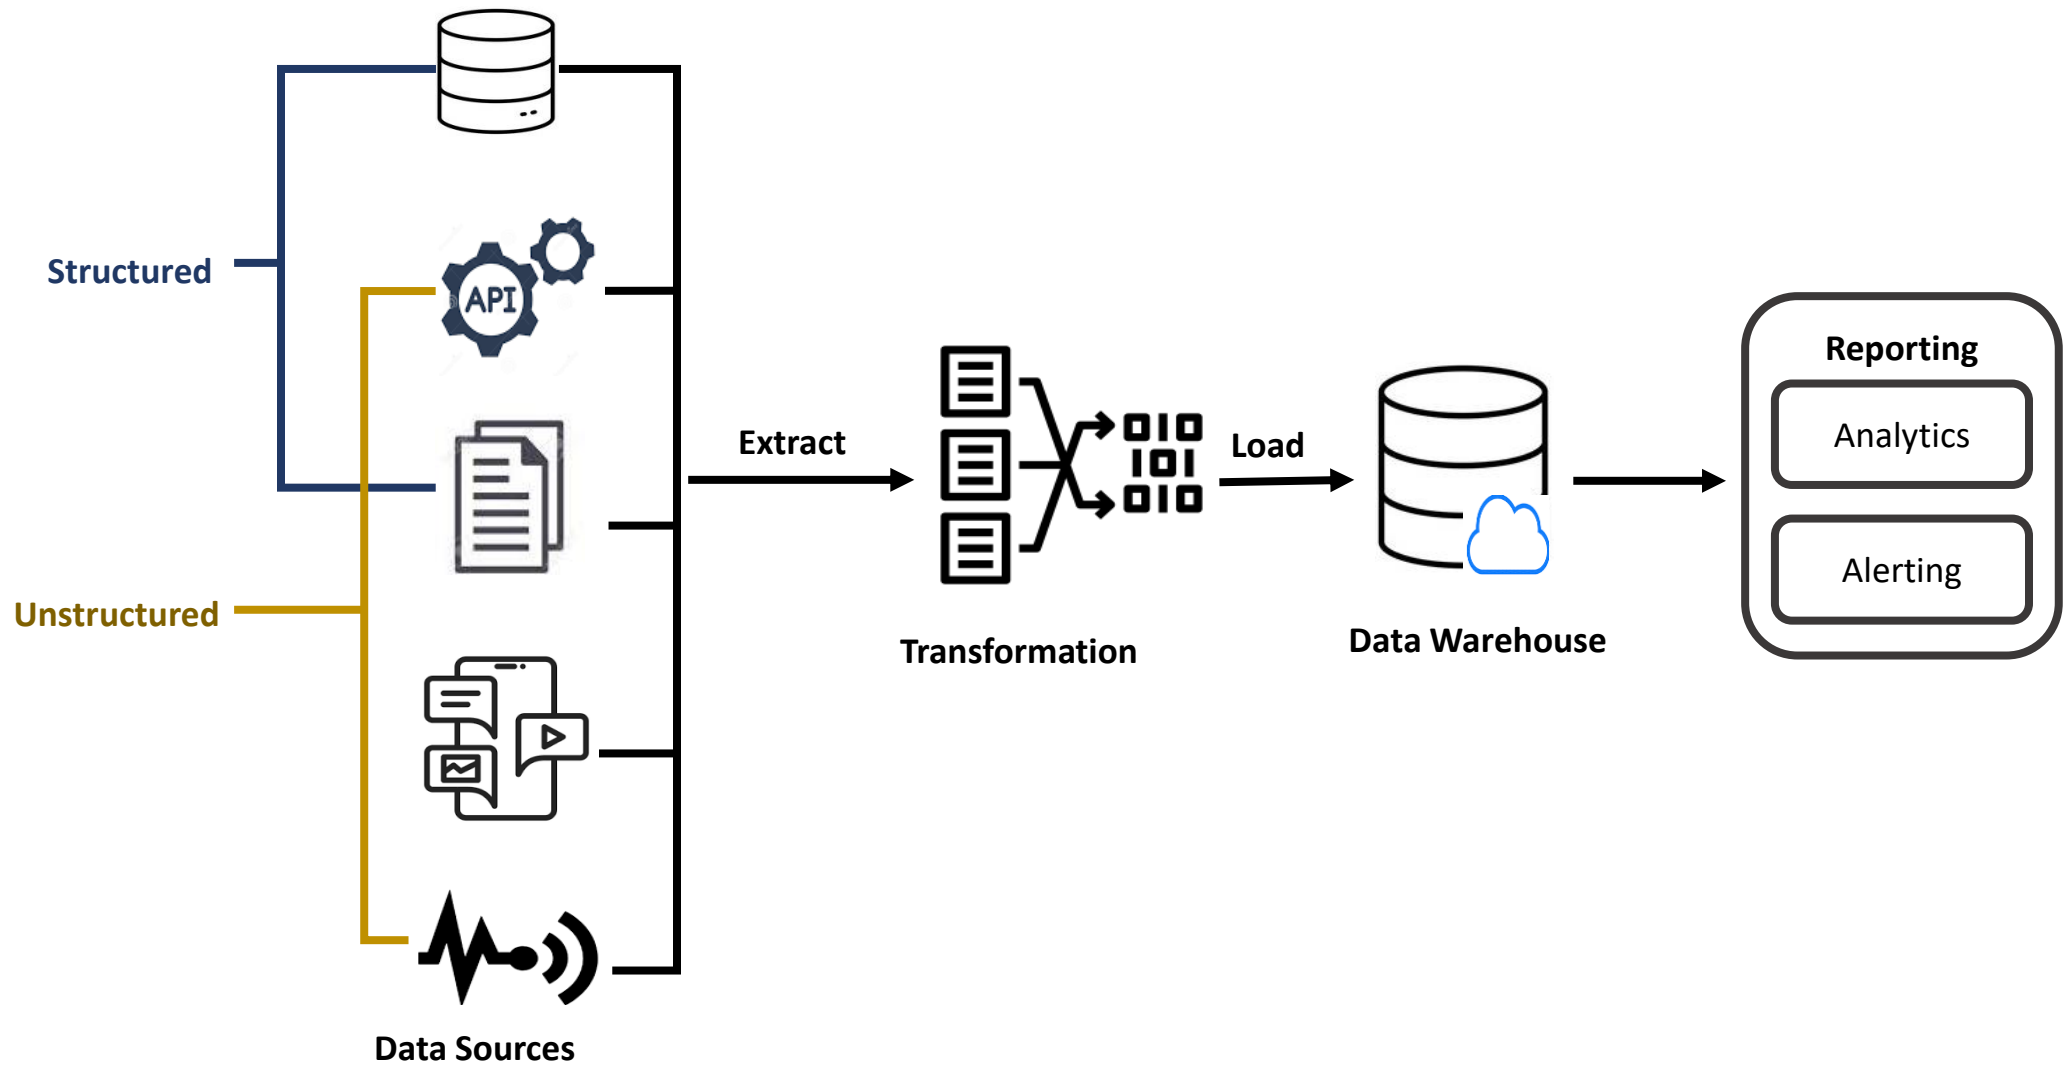 Structured
Unstructured
API
Data Sources
Extract
Transformation
Load
Data Warehouse
Reporting
Analytics
Alerting